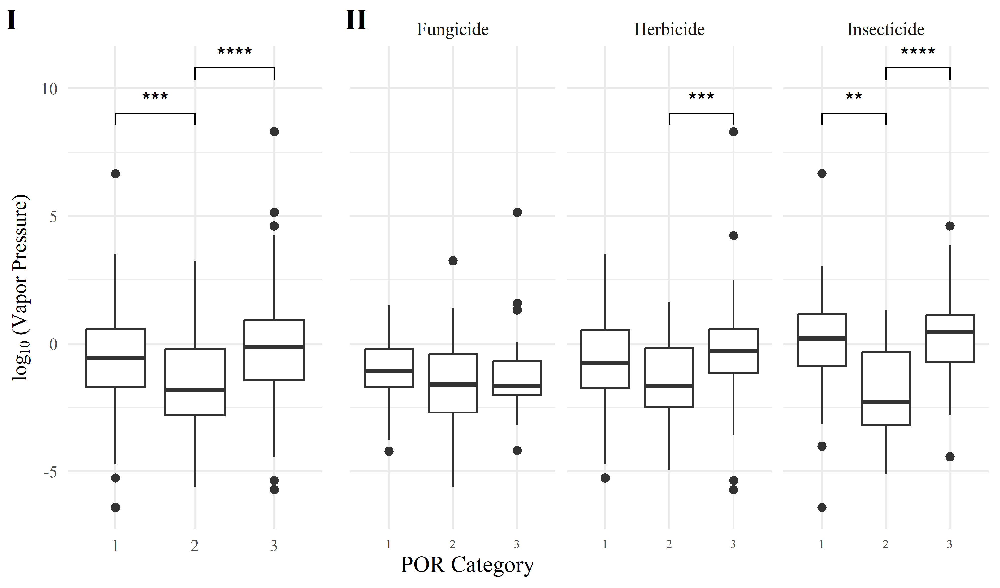 I
II
Fungicide
Herbicide
Insecticide
****
***
***
****
**
log10 (Vapor Pressure)
10
5
0
-5
1 2 3
1 2 3
1 2 3
1 2 3
POR Category